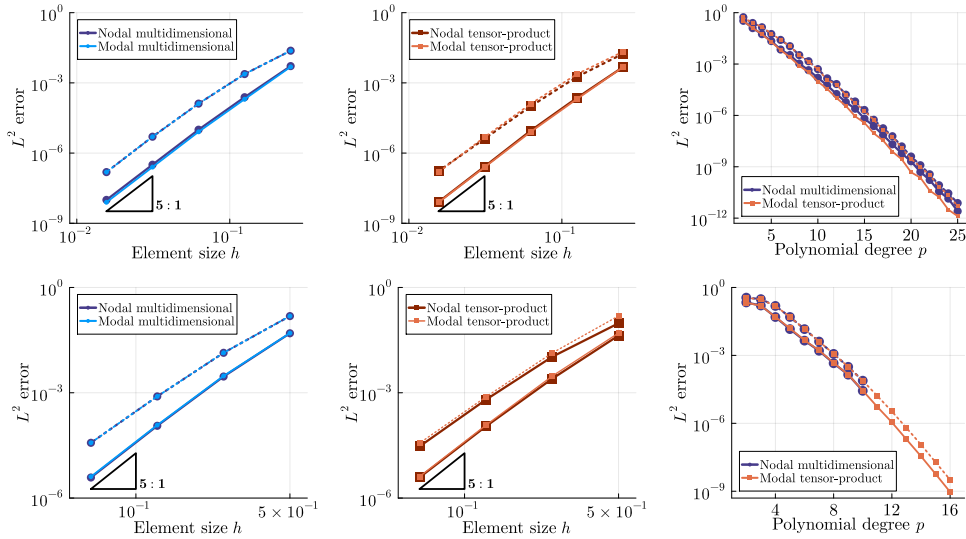 10^0
10^{-3}
10^{-6}
10^{-9}
L^2 error
Nodal multidimensional
Modal multidimensional
5 : 1
10^{-2}
10^{-1}
Element size h
10^0
10^{-3}
10^{-6}
10^{-9}
L^2 error
Nodal tensor-product
Modal tensor-product
5 : 1
10^{-2}
10^{-1}
Element size h
10^0
10^{-3}
10^{-6}
10^{-9}
10^{-12}
L^2 error
Nodal multidimensional
Modal tensor-product
5 10 15 20 25
Polynomial degree p
10^0
10^{-3}
10^{-6}
L^2 error
Nodal multidimensional
Modal multidimensional
5 : 1
10^{-1}
5 × 10^{-1}
Element size h
10^0
10^{-3}
10^{-6}
L^2 error
Nodal tensor-product
Modal tensor-product
5 : 1
10^{-1}
5 × 10^{-1}
Element size h
10^0
10^{-3}
10^{-6}
10^{-9}
L^2 error
Nodal multidimensional
Modal tensor-product
4 8 12 16
Polynomial degree p